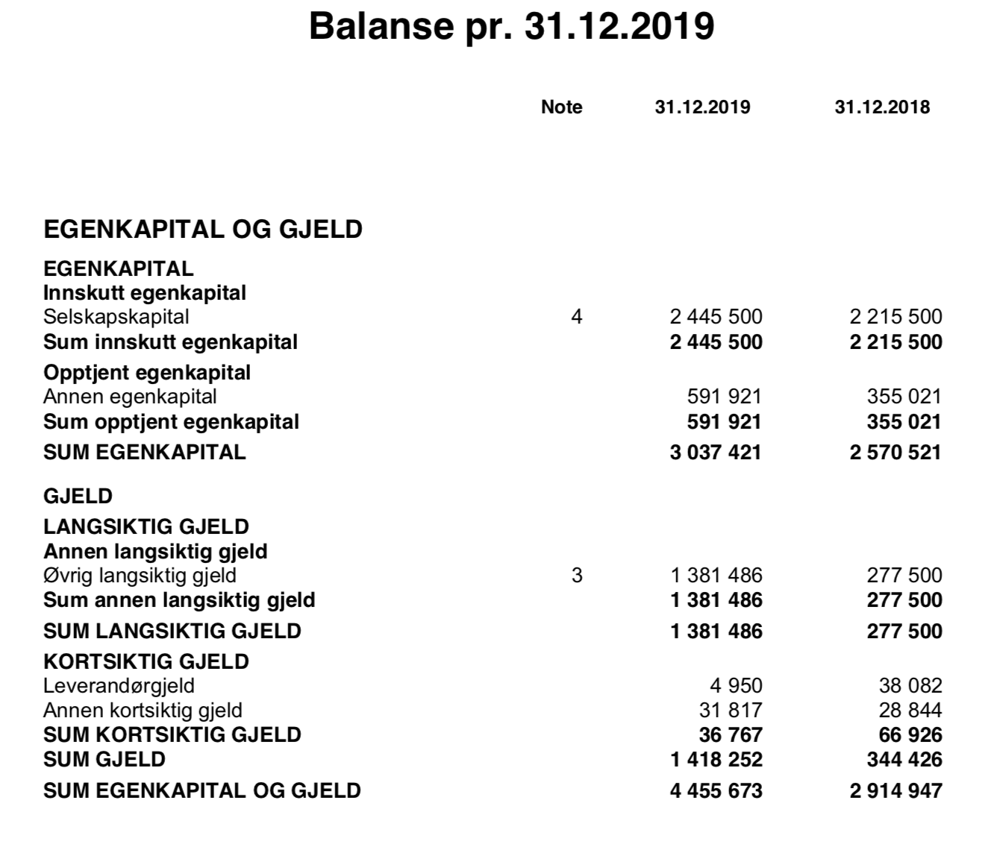 Balanse pr. 31.12.2019
Note 31.12.2019 31.12.2018
EGENKAPITAL OG GJELD
EGENKAPITAL
Innskutt egenkapital
Selskapskapital 4 2 445 500 2 215 500
Sum innskutt egenkapital 2 445 500 2 215 500
Opptjent egenkapital
Annen egenkapital 591 921 355 021
Sum opptjent egenkapital 591 921 355 021
SUM EGENKAPITAL 3 037 421 2 570 521
GJELD
LANGSIKTIG GJELD
Annen langsiktig gjeld
Øvrig langsiktig gjeld 3 1 381 486 277 500
Sum annen langsiktig gjeld 1 381 486 277 500
SUM LANGSIKTIG GJELD 1 381 486 277 500
KORTSIKTIG GJELD
Leverandørgjeld 4 950 38 082
Annen kortsiktig gjeld 31 817 28 844
SUM KORTSIKTIG GJELD 36 767 66 926
SUM GJELD 1 418 252 344 426
SUM EGENKAPITAL OG GJELD 4 455 673 2 914 947